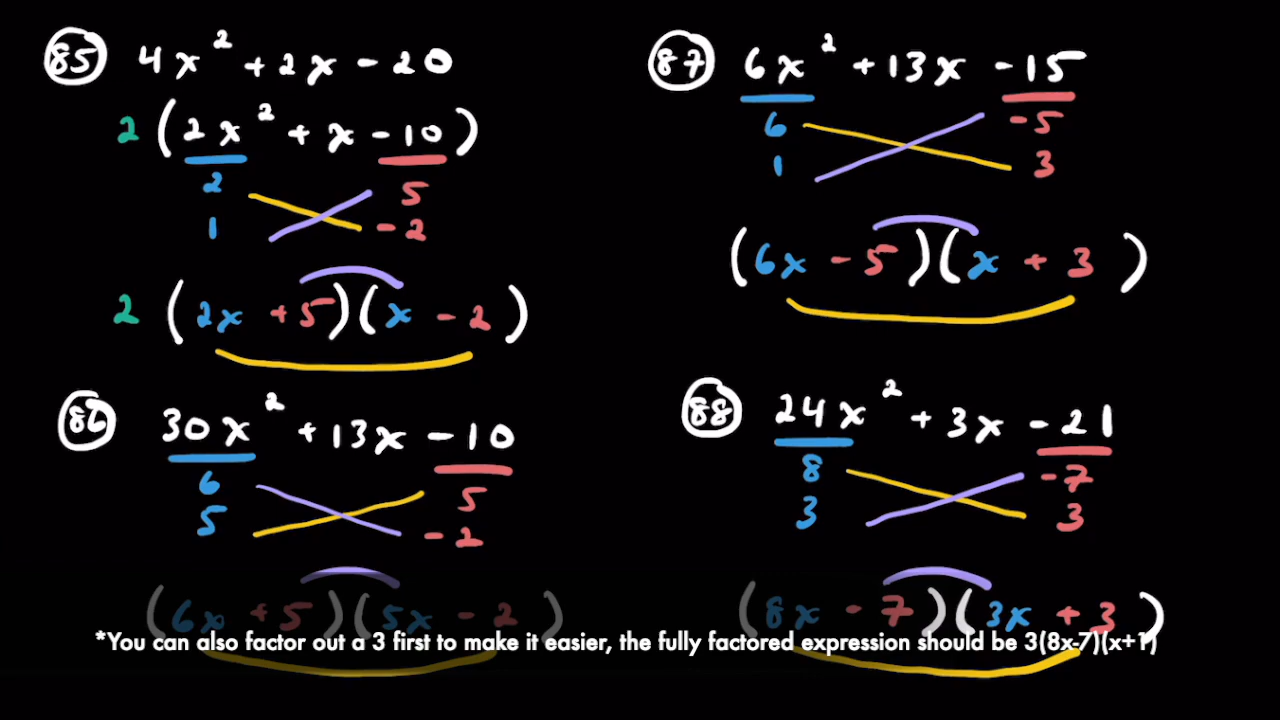 85 4x² + 2x - 20
2 (2x² + x - 10)
2 5
1 -2
2 (2x + 5)(x - 2)
86 30x² + 13x - 10
6 5
5 -2
(6x + 5)(5x - 2)
87 6x² + 13x - 15
6 -5
1 3
(6x - 5)(x + 3)
88 24x² + 3x - 21
8 -7
3 3
(8x - 7)(3x + 3)
*You can also factor out a 3 first to make it easier, the fully factored expression should be 3(8x-7)(x+1)